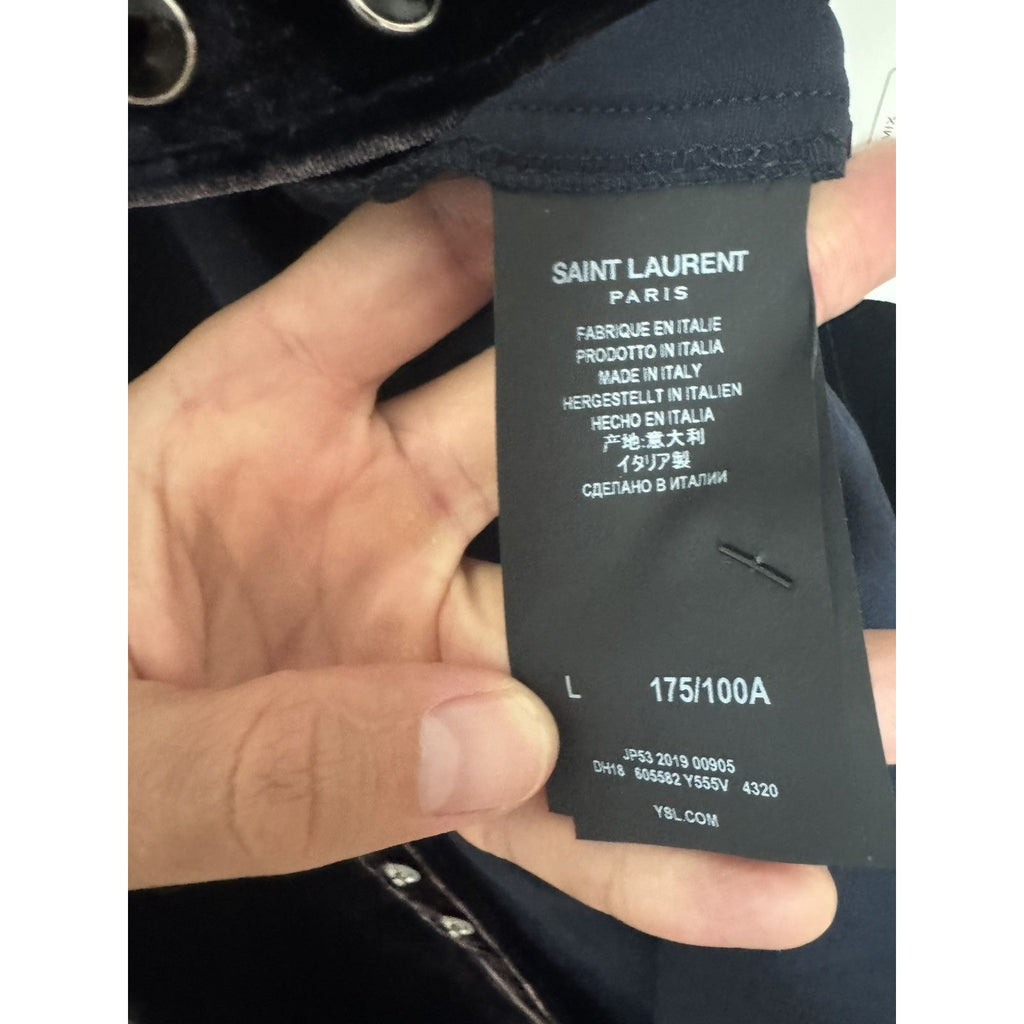 MIX
SAINT LAURENT
PARIS
FABRIQUE EN ITALIE
PRODOTTO IN ITALIA
MADE IN ITALY
HERGESTELLT IN ITALIEN
HECHO EN ITALIA
产地:意大利
イタリア製
СДЕЛАНО В ИТАЛИИ
L 175/100A
JP53 2019 00905
DH18 605582 Y555V 4320
YSL.COM